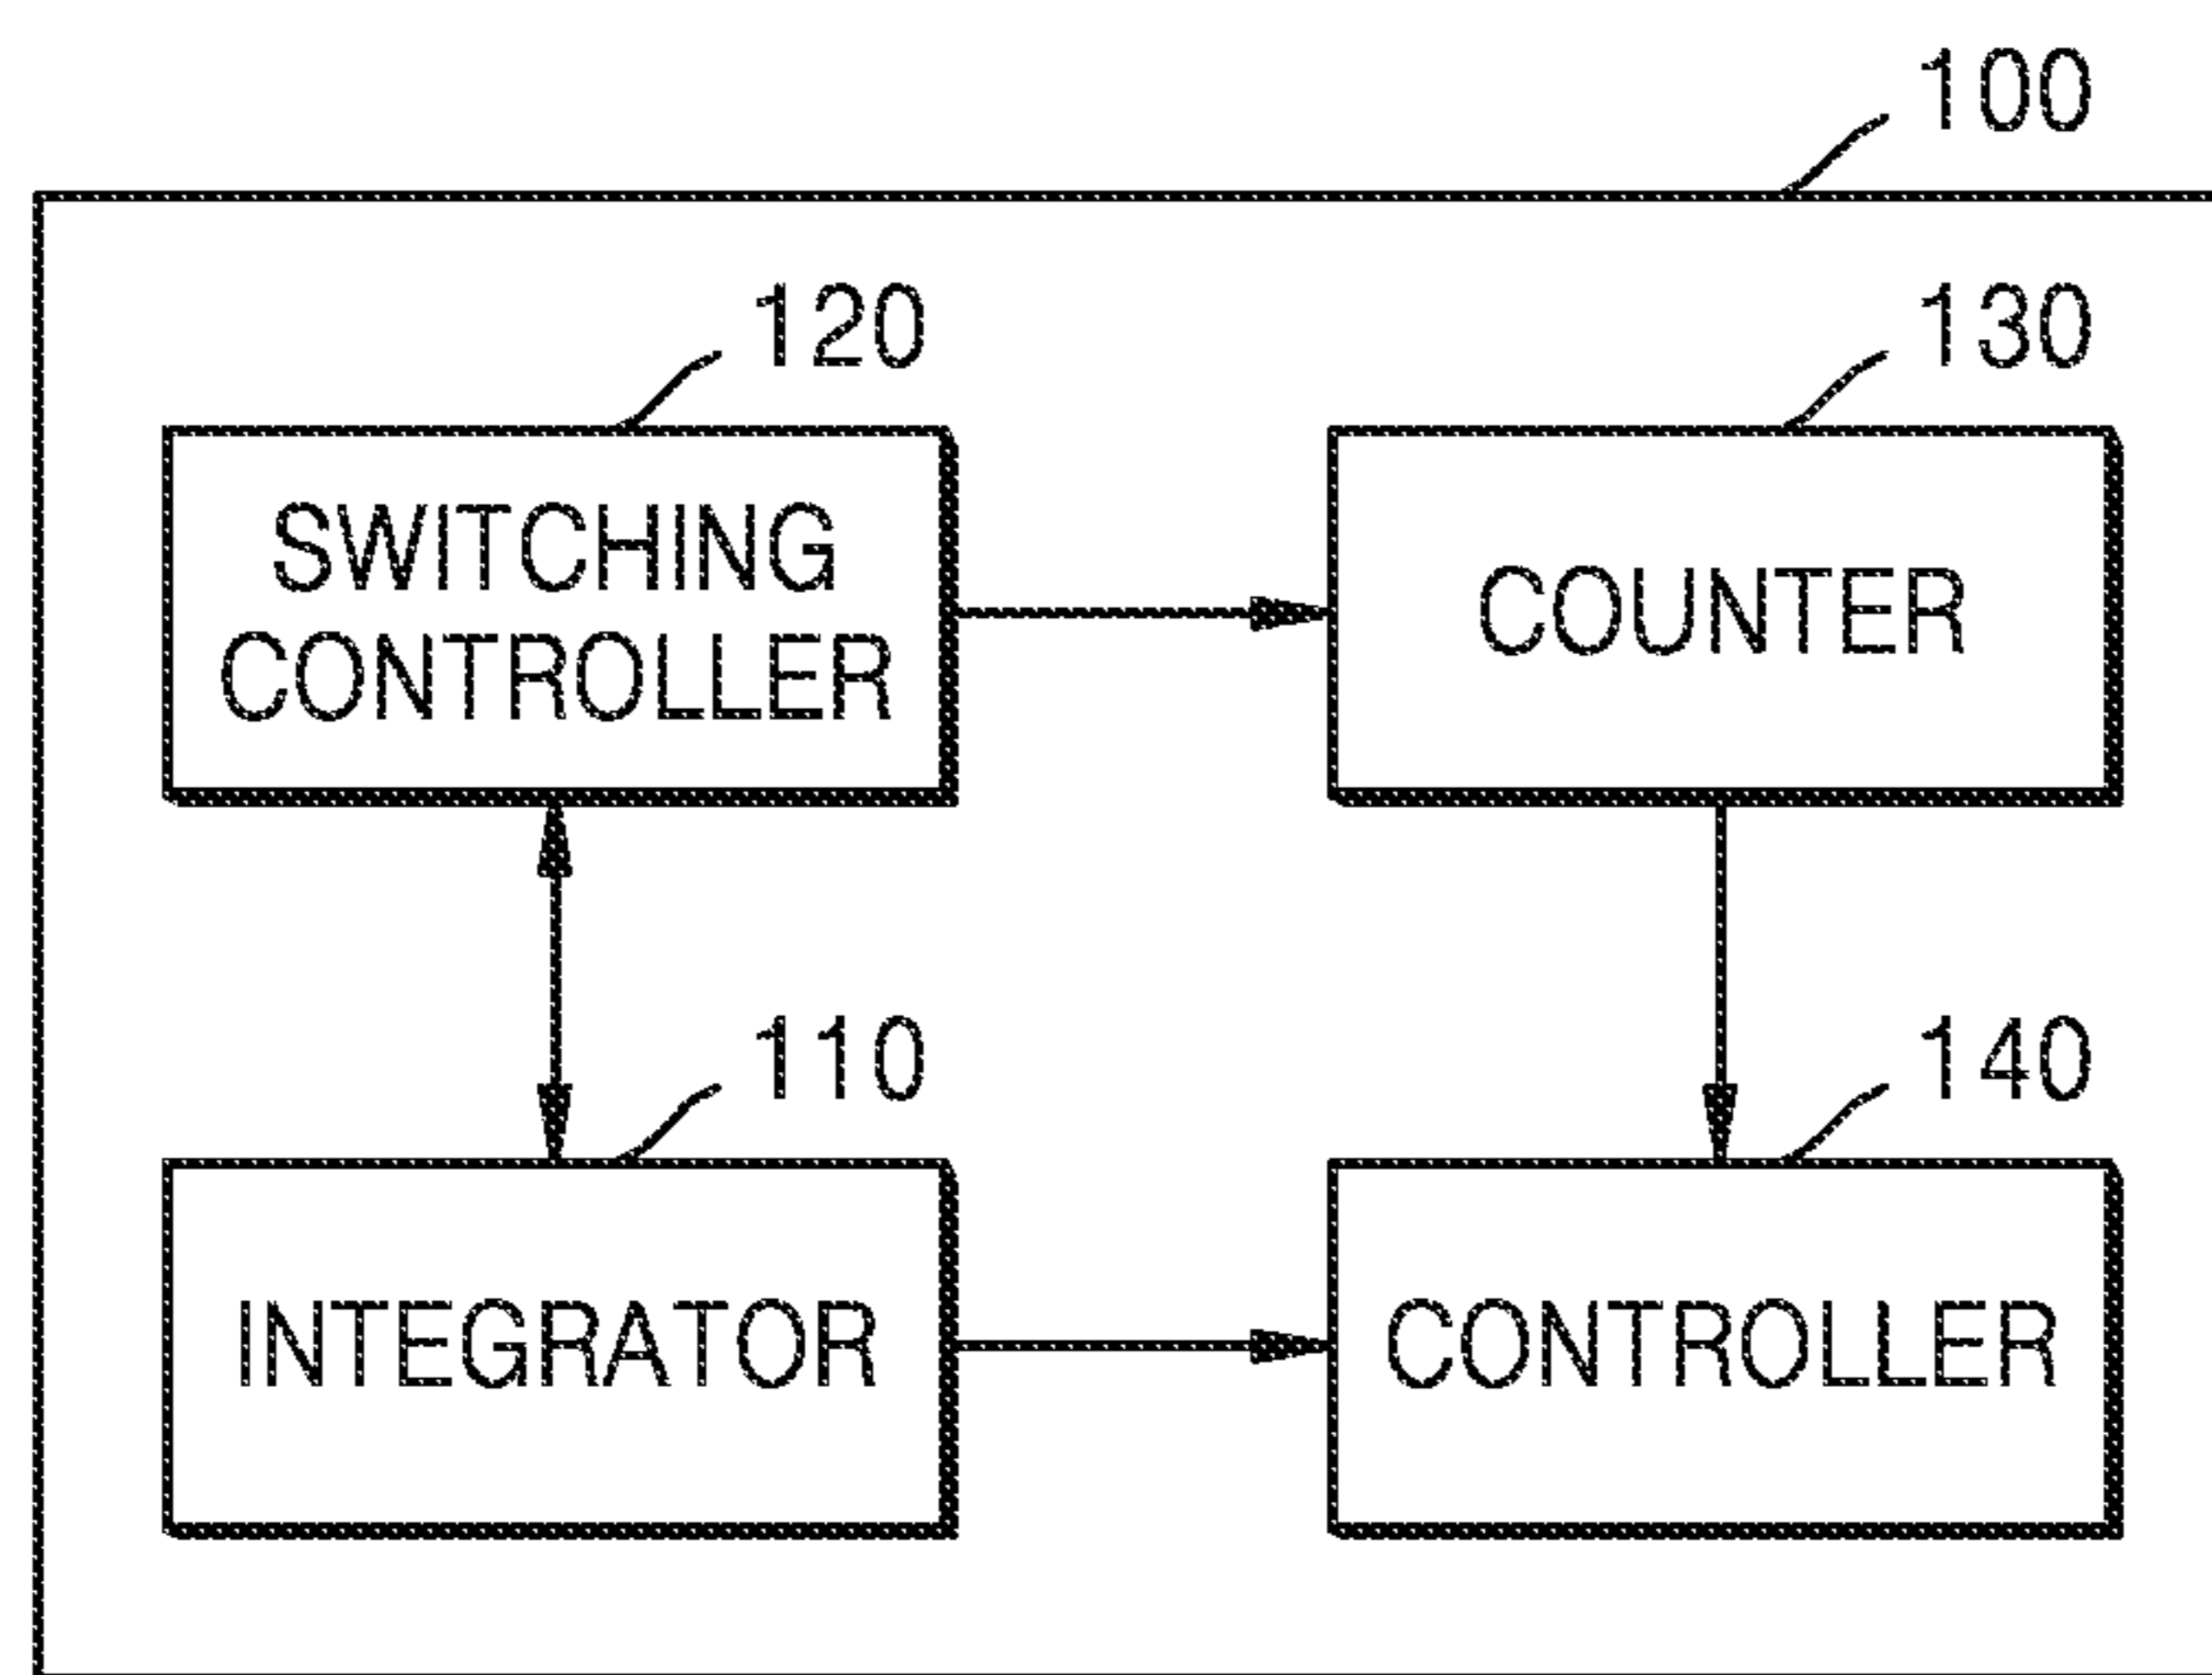 100
120
130
SWITCHING
CONTROLLER
COUNTER
110
140
INTEGRATOR
CONTROLLER